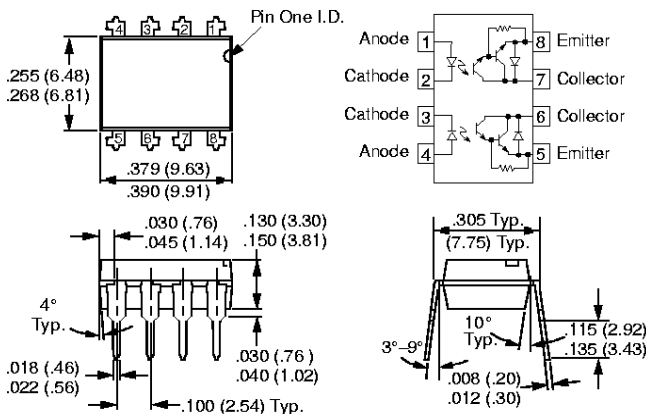 Pin One I.D.
4 3 2 1
.255 (6.48)
.268 (6.81)
5 6 7 8
.379 (9.63)
.390 (9.91)
Anode 1 8 Emitter
Cathode 2 7 Collector
Cathode 3 6 Collector
Anode 4 5 Emitter
.030 (.76)
.045 (1.14)
.130 (3.30)
.150 (3.81)
4°
Typ.
.018 (.46)
.022 (.56)
.030 (.76 )
.040 (1.02)
.100 (2.54) Typ.
.305 Typ.
(7.75) Typ.
10°
Typ.
3°–9°
.115 (2.92)
.135 (3.43)
.008 (.20)
.012 (.30)